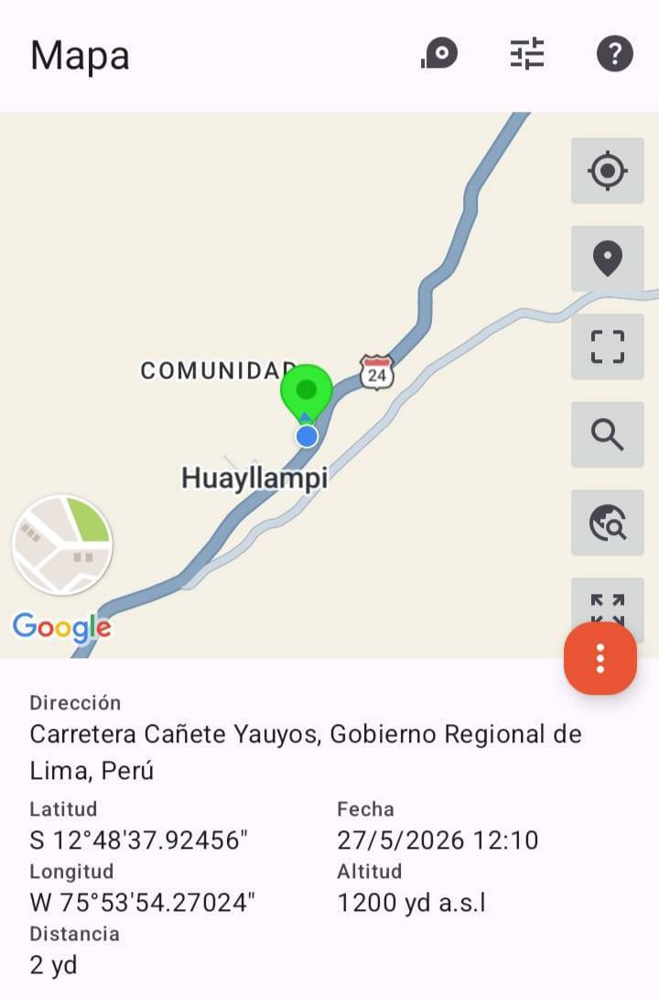 Mapa
COMUNIDAD
24
Huayllampi
Google
Dirección
Carretera Cañete Yauyos, Gobierno Regional de
Lima, Perú
Latitud
S 12°48'37.92456"
Fecha
27/5/2026 12:10
Longitud
W 75°53'54.27024"
Altitud
1200 yd a.s.l
Distancia
2 yd